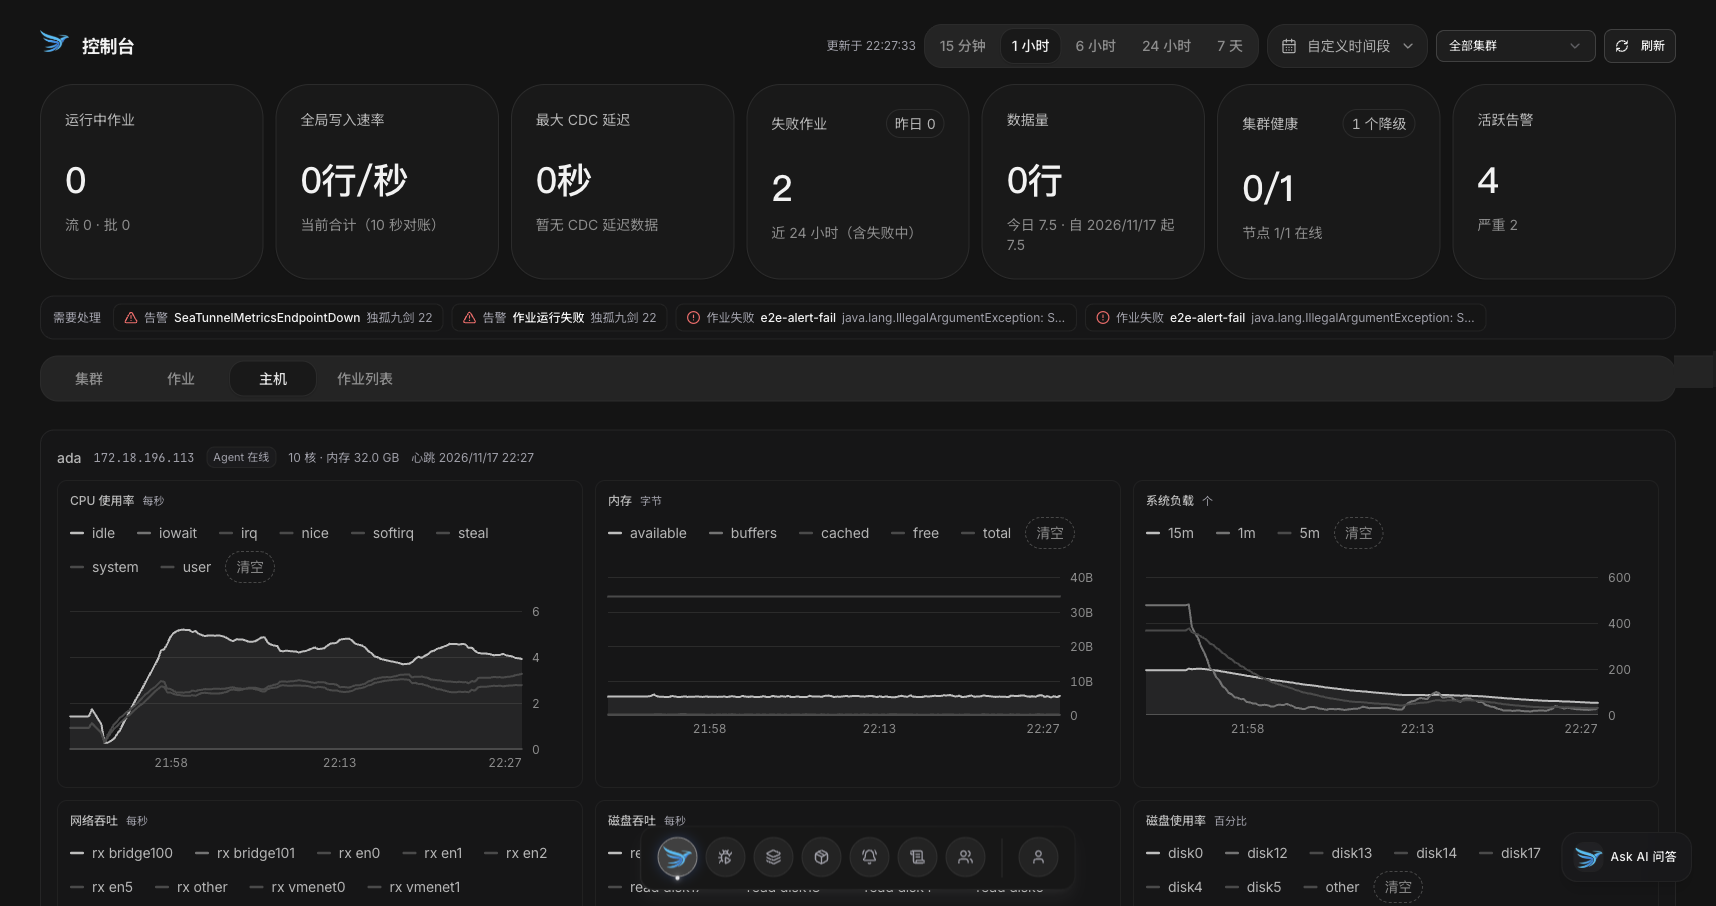 控制台
更新于 22:27:33 15 分钟 1 小时 6 小时 24 小时 7 天 自定义时间段 全部集群 刷新
运行中作业
0
流 0 · 批 0
全局写入速率
0行/秒
当前合计（10 秒对账）
最大 CDC 延迟
0秒
暂无 CDC 延迟数据
失败作业 昨日 0
2
近 24 小时（含失败中）
数据量
0行
今日 7.5 · 自 2026/11/17 起
7.5
集群健康 1 个降级
0/1
节点 1/1 在线
活跃告警
4
严重 2
需要处理 告警 SeaTunnelMetricsEndpointDown 独孤九剑 22 告警 作业运行失败 独孤九剑 22 作业失败 e2e-alert-fail java.lang.IllegalArgumentException: S... 作业失败 e2e-alert-fail java.lang.IllegalArgumentException: S...
集群 作业 主机 作业列表
ada 172.18.196.113 Agent 在线 10 核 · 内存 32.0 GB 心跳 2026/11/17 22:27
CPU 使用率 每秒
idle iowait irq nice softirq steal
system user 清空
6
4
2
0
21:58 22:13 22:27
内存 字节
available buffers cached free total 清空
40B
30B
20B
10B
0
21:58 22:13 22:27
系统负载 个
15m 1m 5m 清空
600
400
200
0
21:58 22:13 22:27
网络吞吐 每秒
rx bridge100 rx bridge101 rx en0 rx en1 rx en2
rx en5 rx other rx vmenet0 rx vmenet1
磁盘吞吐 每秒
磁盘使用率 百分比
disk0 disk12 disk13 disk14 disk17
disk4 disk5 other 清空
Ask AI 问答